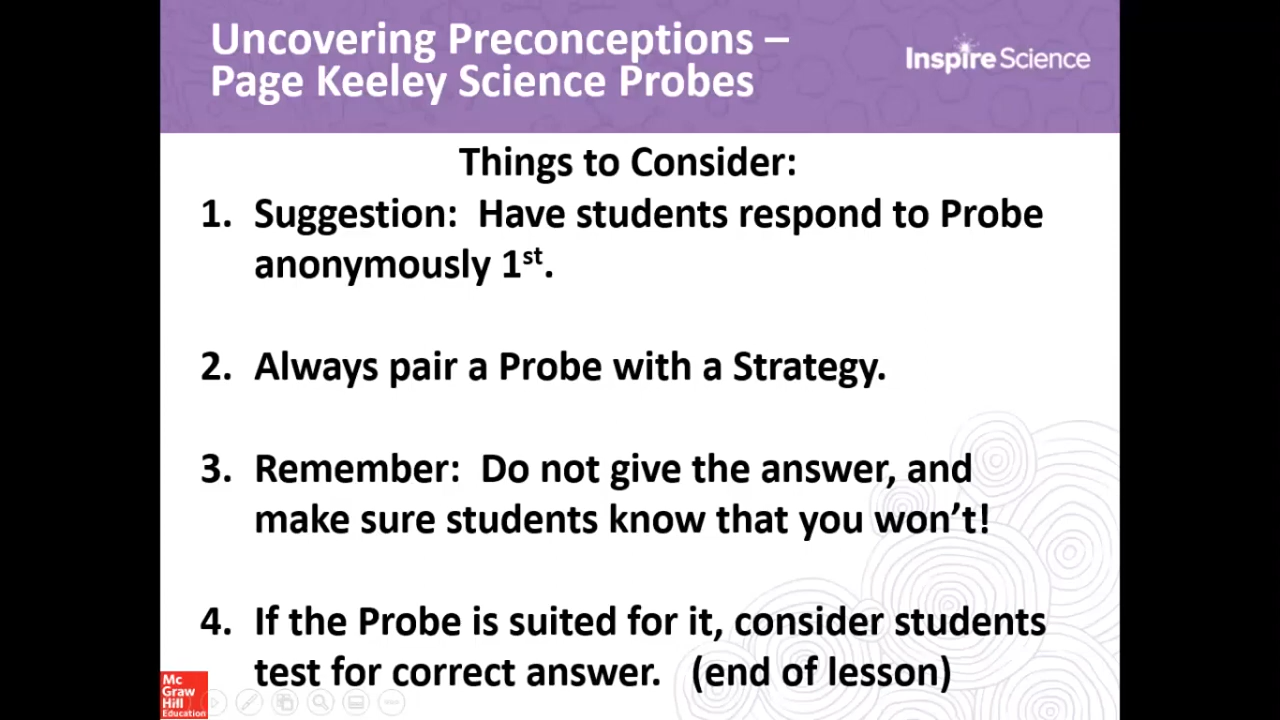 Uncovering Preconceptions –
Page Keeley Science Probes
Inspire Science
Things to Consider:
1. Suggestion: Have students respond to Probe
anonymously 1st.
2. Always pair a Probe with a Strategy.
3. Remember: Do not give the answer, and
make sure students know that you won't!
4. If the Probe is suited for it, consider students
test for correct answer. (end of lesson)
Mc
Graw
Hill
Education